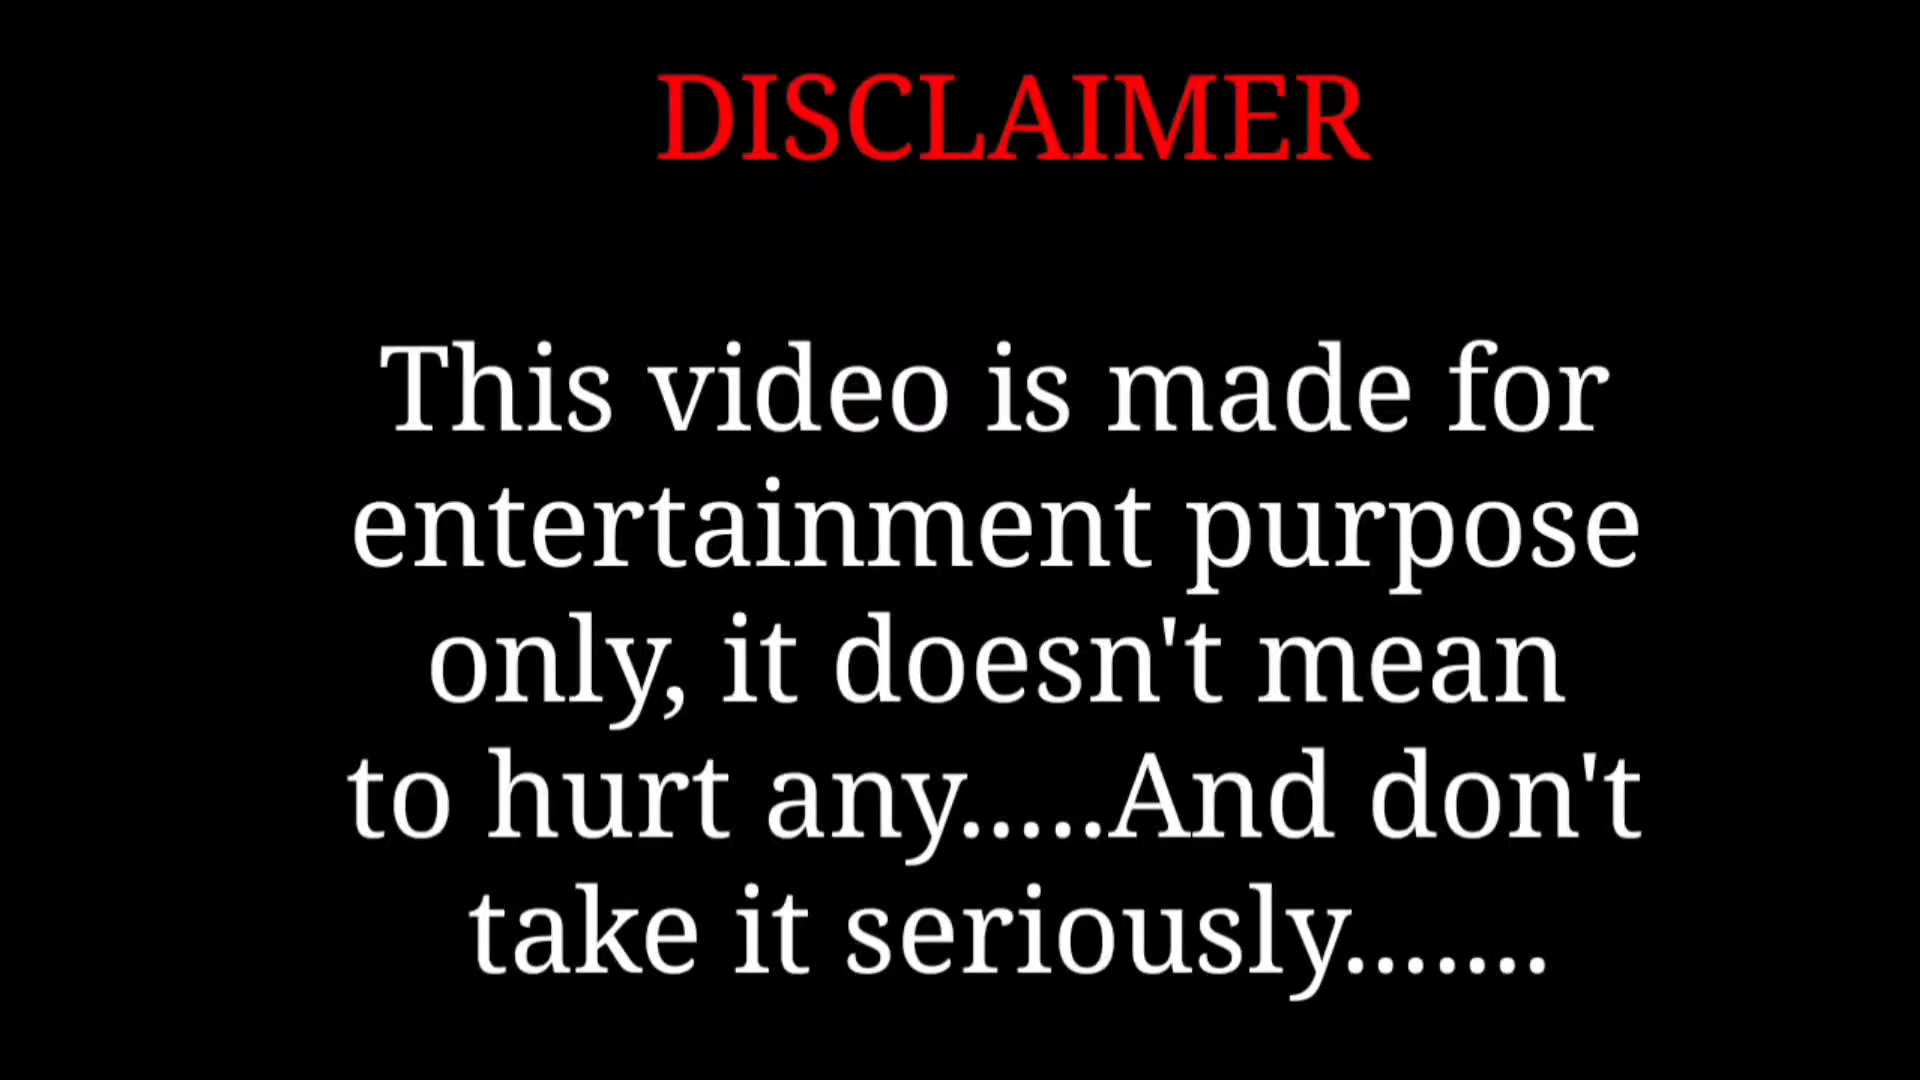 DISCLAIMER
This video is made for
entertainment purpose
only, it doesn't mean
to hurt any.....And don't
take it seriously.......